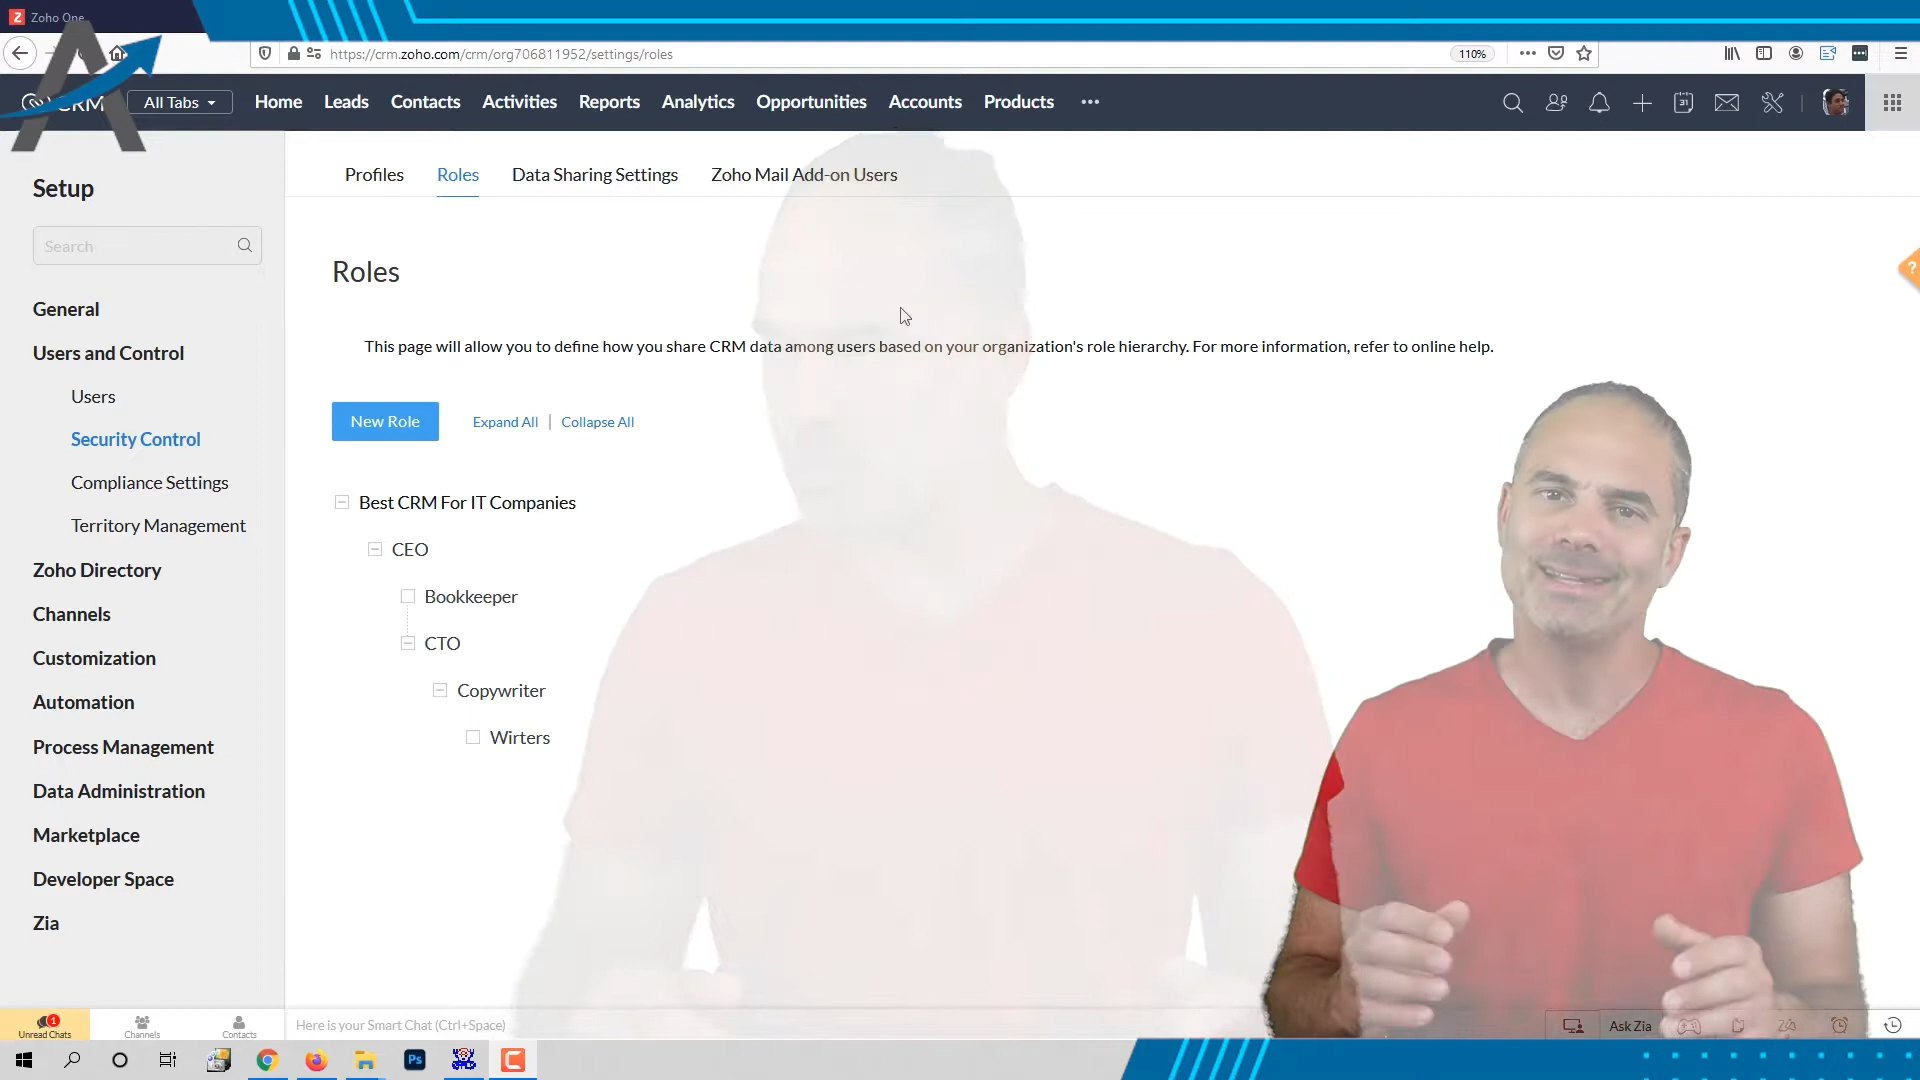 Zoho One
https://crm.zoho.com/crm/org706811952/settings/roles
110%
CRM
All Tabs
Home
Leads
Contacts
Activities
Reports
Analytics
Opportunities
Accounts
Products
31
Setup
Search
General
Users and Control
Users
Security Control
Compliance Settings
Territory Management
Zoho Directory
Channels
Customization
Automation
Process Management
Data Administration
Marketplace
Developer Space
Zia
Profiles
Roles
Data Sharing Settings
Zoho Mail Add-on Users
Roles
This page will allow you to define how you share CRM data among users based on your organization's role hierarchy. For more information, refer to online help.
New Role
Expand All | Collapse All
Best CRM For IT Companies
CEO
Bookkeeper
CTO
Copywriter
Wirters
?
1
Unread Chats
Channels
Contacts
Here is your Smart Chat (Ctrl+Space)
Ask Zia
Ps